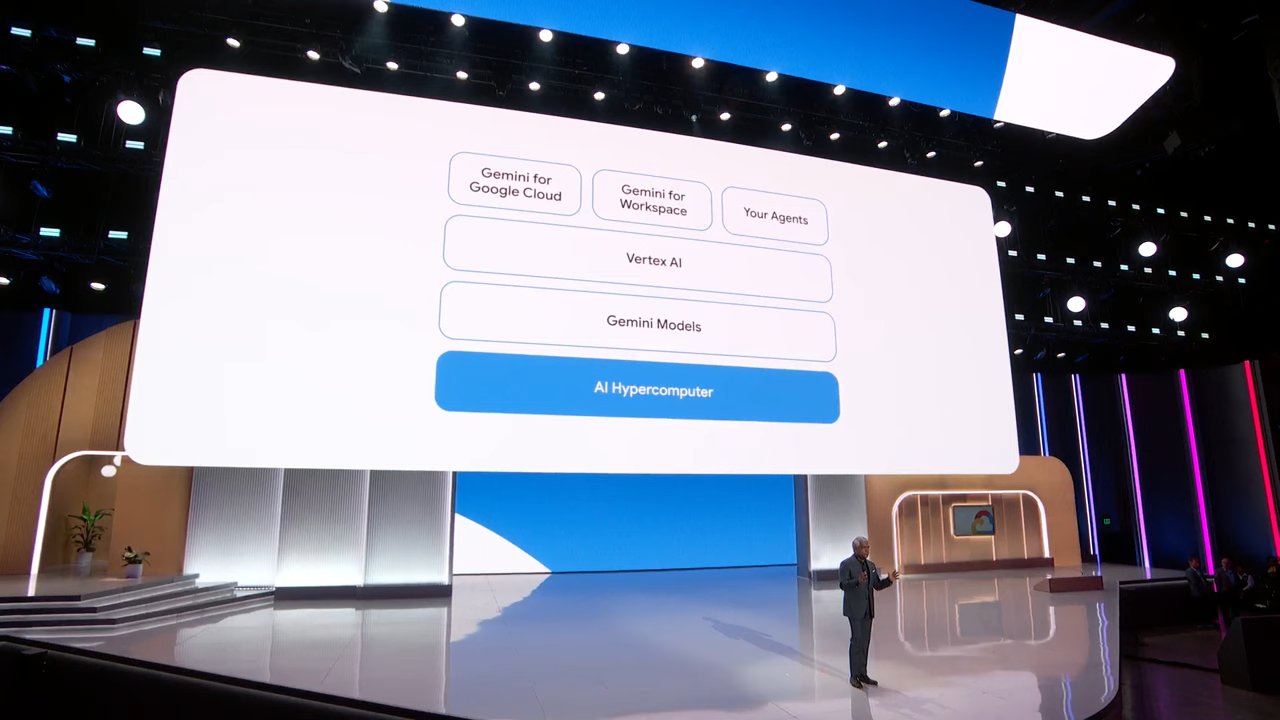 Gemini for
Google Cloud
Gemini for
Workspace
Your Agents
Vertex AI
Gemini Models
AI Hypercomputer